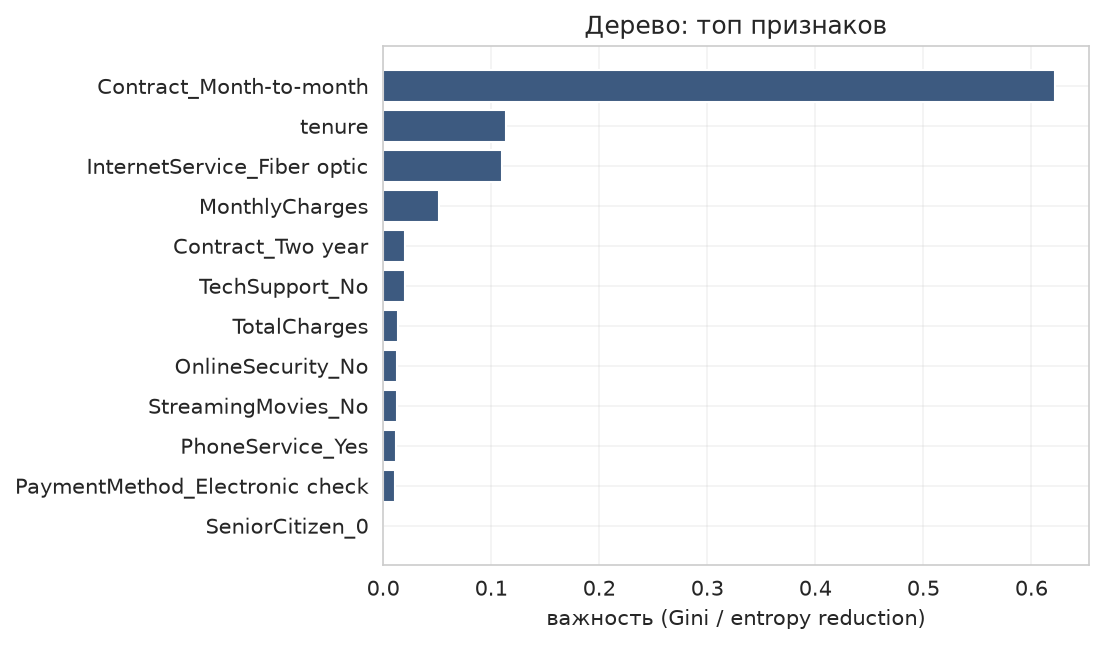 Дерево: топ признаков
Contract_Month-to-month
tenure
InternetService_Fiber optic
MonthlyCharges
Contract_Two year
TechSupport_No
TotalCharges
OnlineSecurity_No
StreamingMovies_No
PhoneService_Yes
PaymentMethod_Electronic check
SeniorCitizen_0
0.0 0.1 0.2 0.3 0.4 0.5 0.6
важность (Gini / entropy reduction)